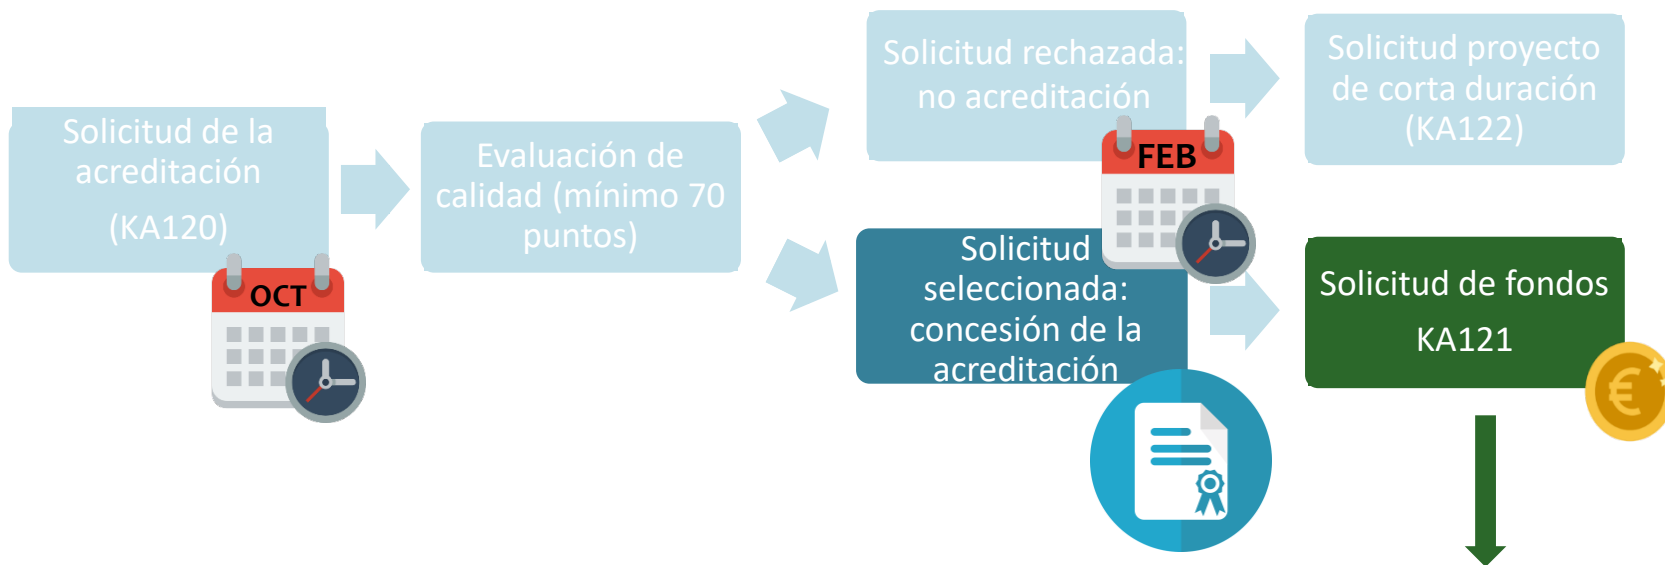 Solicitud de la
acreditación
(KA120)
OCT
Evaluación de
calidad (mínimo 70
puntos)
Solicitud rechazada:
no acreditación
FEB
Solicitud proyecto
de corta duración
(KA122)
Solicitud
seleccionada:
concesión de la
acreditación
Solicitud de fondos
KA121
€